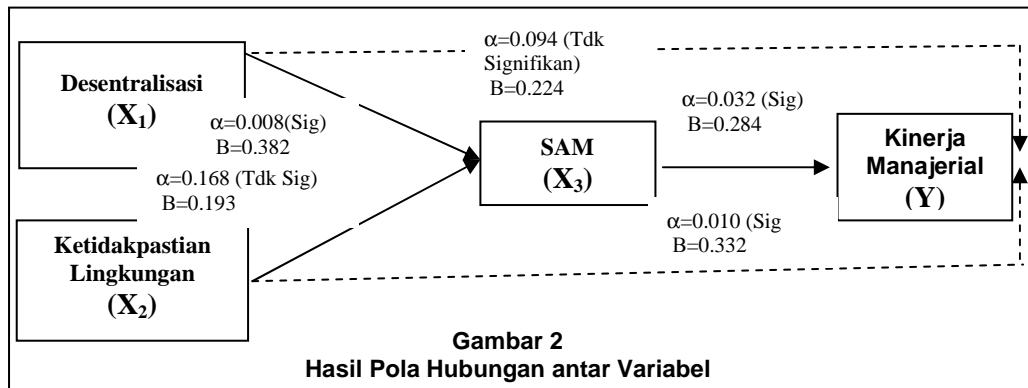 Desentralisasi
(X₁)
α=0.008(Sig)
B=0.382
α=0.168 (Tdk Sig)
B=0.193
Ketidakpastian
Lingkungan
(X₂)
α=0.094 (Tdk
Signifikan)
B=0.224
SAM
(X₃)
α=0.032 (Sig)
B=0.284
α=0.010 (Sig
B=0.332
Kinerja
Manajerial
(Y)
Gambar 2
Hasil Pola Hubungan antar Variabel